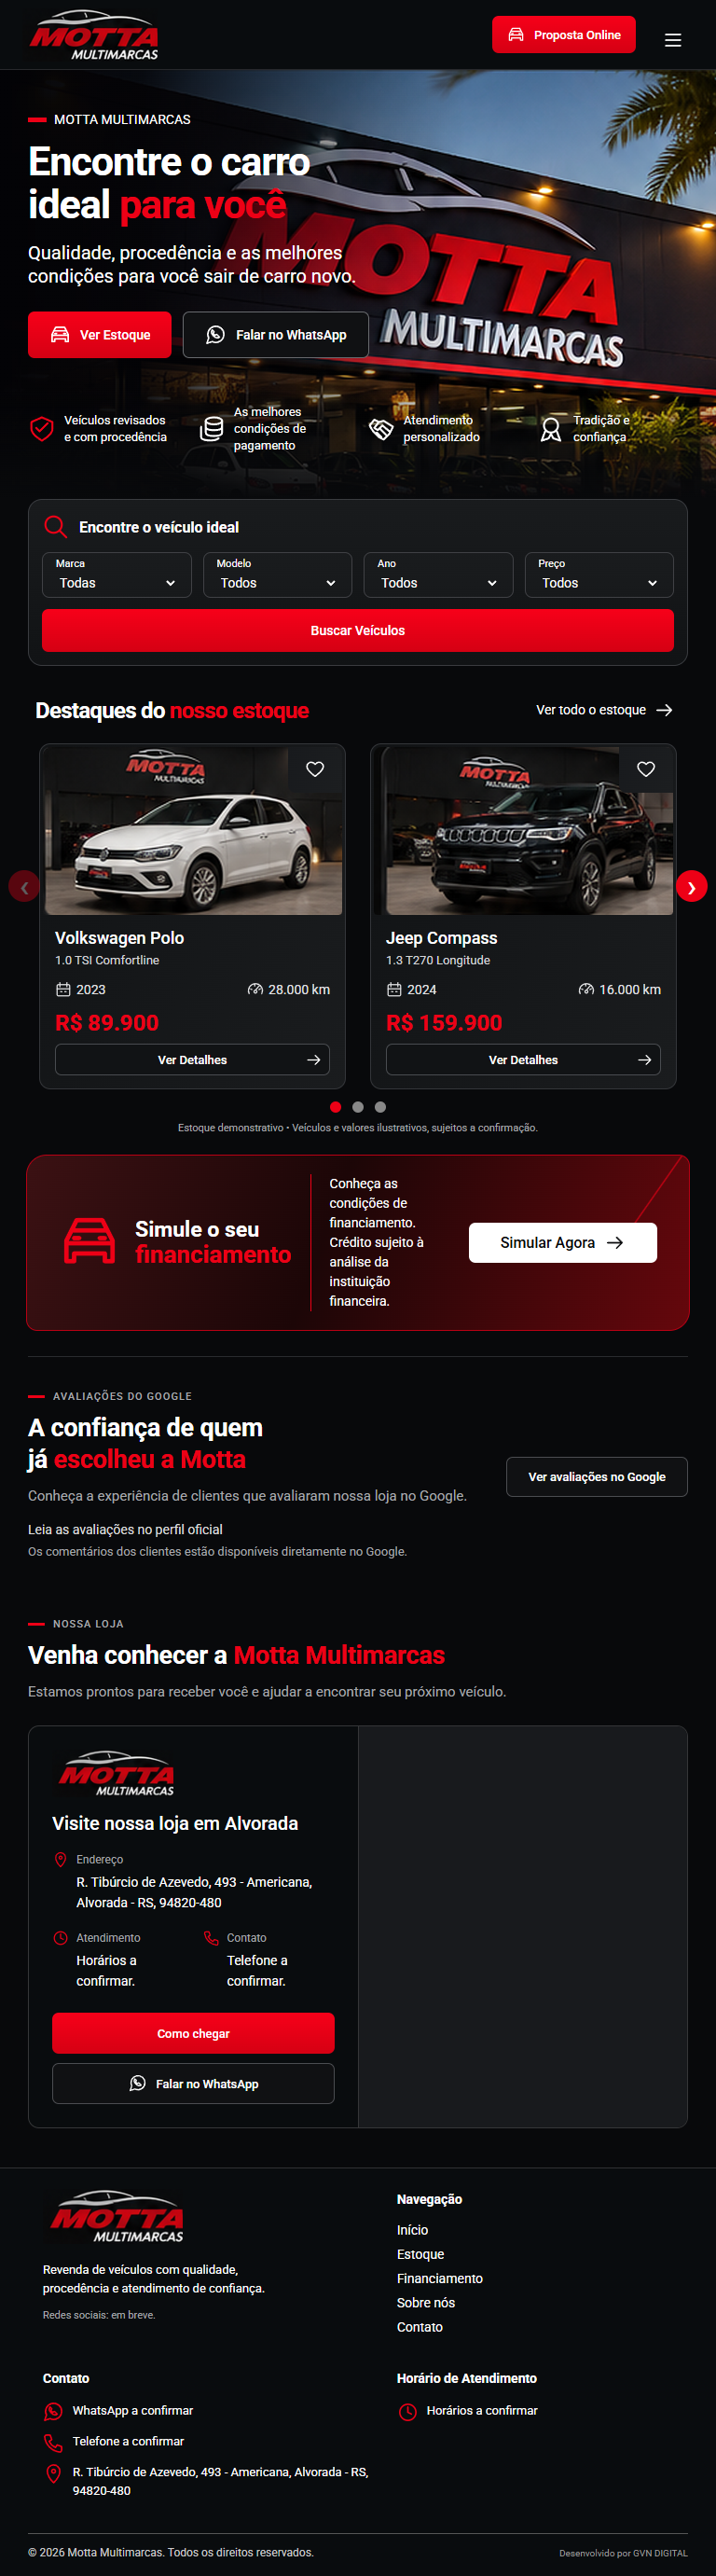 MOTTA
MULTIMARCAS
Proposta Online
MOTTA MULTIMARCAS
Encontre o carro
ideal para você
Qualidade, procedência e as melhores
condições para você sair de carro novo.
MOTTA
MULTIMARCAS
Ver Estoque
Falar no WhatsApp
Veículos revisados
e com procedência
As melhores
condições de
pagamento
Atendimento
personalizado
Tradição e
confiança
Encontre o veículo ideal
Marca
Todas
Modelo
Todos
Ano
Todos
Preço
Todos
Buscar Veículos
Destaques do nosso estoque
Ver todo o estoque
MOTTA
MULTIMARCAS
Volkswagen Polo
1.0 TSI Comfortline
2023
28.000 km
R$ 89.900
Ver Detalhes
MOTTA
MULTIMARCAS
Jeep Compass
1.3 T270 Longitude
2024
16.000 km
R$ 159.900
Ver Detalhes
Estoque demonstrativo • Veículos e valores ilustrativos, sujeitos a confirmação.
Simule o seu
financiamento
Conheça as
condições de
financiamento.
Crédito sujeito à
análise da
instituição
financeira.
Simular Agora
AVALIAÇÕES DO GOOGLE
A confiança de quem
já escolheu a Motta
Conheça a experiência de clientes que avaliaram nossa loja no Google.
Leia as avaliações no perfil oficial
Os comentários dos clientes estão disponíveis diretamente no Google.
Ver avaliações no Google
NOSSA LOJA
Venha conhecer a Motta Multimarcas
Estamos prontos para receber você e ajudar a encontrar seu próximo veículo.
MOTTA
MULTIMARCAS
Visite nossa loja em Alvorada
Endereço
R. Tibúrcio de Azevedo, 493 - Americana,
Alvorada - RS, 94820-480
Atendimento
Horários a
confirmar.
Contato
Telefone a
confirmar.
Como chegar
Falar no WhatsApp
MOTTA
MULTIMARCAS
Revenda de veículos com qualidade,
procedência e atendimento de confiança.
Redes sociais: em breve.
Navegação
Início
Estoque
Financiamento
Sobre nós
Contato
Contato
WhatsApp a confirmar
Telefone a confirmar
R. Tibúrcio de Azevedo, 493 - Americana, Alvorada - RS,
94820-480
Horário de Atendimento
Horários a confirmar
© 2026 Motta Multimarcas. Todos os direitos reservados.
Desenvolvido por GVN DIGITAL